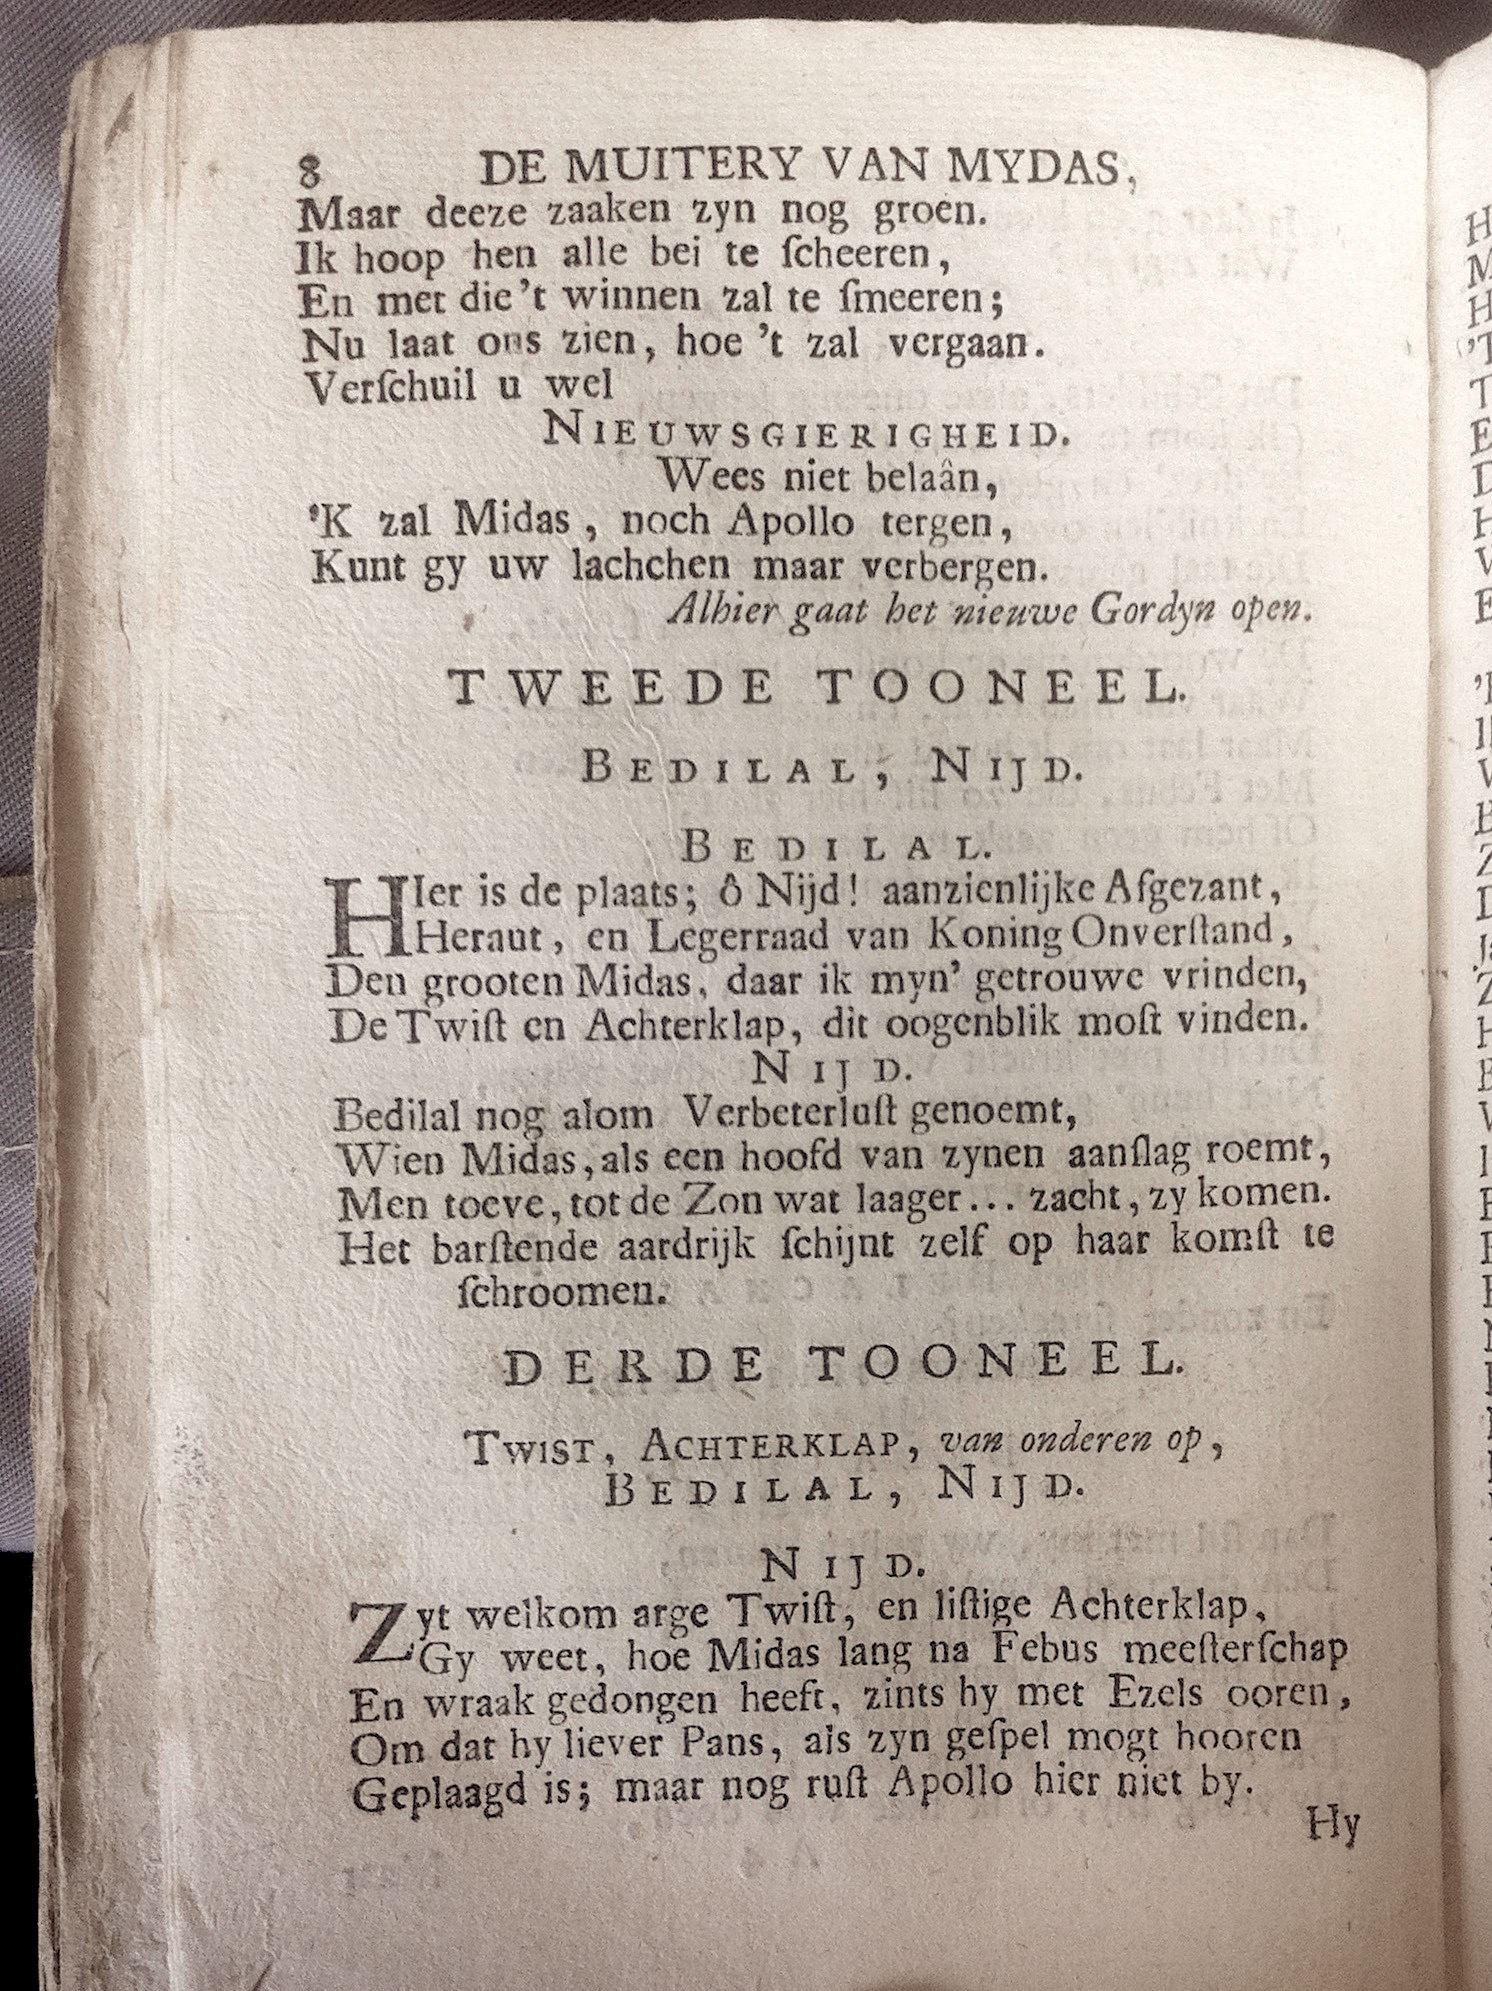 8 DE MUITERY VAN MYDAS,
Maar deeze zaaken zyn nog groen.
Ik hoop hen alle bei te ſcheeren,
En met die 't winnen zal te ſmeeren;
Nu laat ons zien, hoe 't zal vergaan.
Verſchuil u wel
NIEUWSGIERIGHEID.
Wees niet belaân,
'K zal Midas, noch Apollo tergen,
Kunt gy uw lachchen maar verbergen.
Alhier gaat het nieuwe Gordyn open.
TWEEDE TOONEEL.
BEDILAL, NIJD.
BEDILAL.
HIer is de plaats; ô Nijd! aanzienlijke Afgezant,
Heraut, en Legerraad van Koning Onverſtand,
Den grooten Midas, daar ik myn' getrouwe vrinden,
De Twiſt en Achterklap, dit oogenblik moſt vinden.
NIJD.
Bedilal nog alom Verbeterluſt genoemt,
Wien Midas, als een hoofd van zynen aanſlag roemt,
Men toeve, tot de Zon wat laager... zacht, zy komen.
Het barſtende aardrijk ſchijnt zelf op haar komſt te
ſchroomen.
DERDE TOONEEL.
TWIST, ACHTERKLAP, van onderen op,
BEDILAL, NIJD.
NIJD.
Zyt welkom arge Twiſt, en liſtige Achterklap,
Gy weet, hoe Midas lang na Febus meeſterſchap
En wraak gedongen heeft, zints hy met Ezels ooren,
Om dat hy liever Pans, als zyn geſpel mogt hooren
Geplaagd is; maar nog ruſt Apollo hier niet by.
Hy